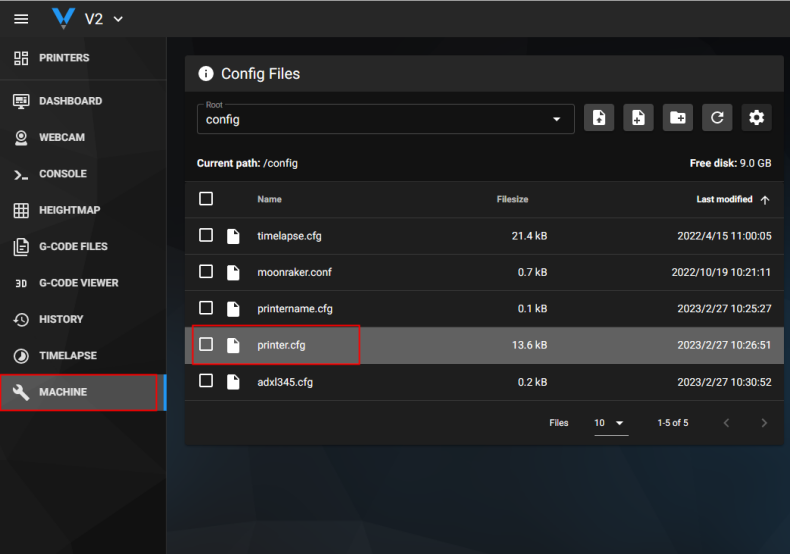 V2
PRINTERS
DASHBOARD
WEBCAM
CONSOLE
HEIGHTMAP
G-CODE FILES
3D G-CODE VIEWER
HISTORY
TIMELAPSE
MACHINE
Config Files
Root
config
Current path: /config Free disk: 9.0 GB
Name Filesize Last modified
timelapse.cfg 21.4 kB 2022/4/15 11:00:05
moonraker.conf 0.7 kB 2022/10/19 10:21:11
printername.cfg 0.1 kB 2023/2/27 10:25:27
printer.cfg 13.6 kB 2023/2/27 10:26:51
adxl345.cfg 0.2 kB 2023/2/27 10:30:52
Files 10 1-5 of 5